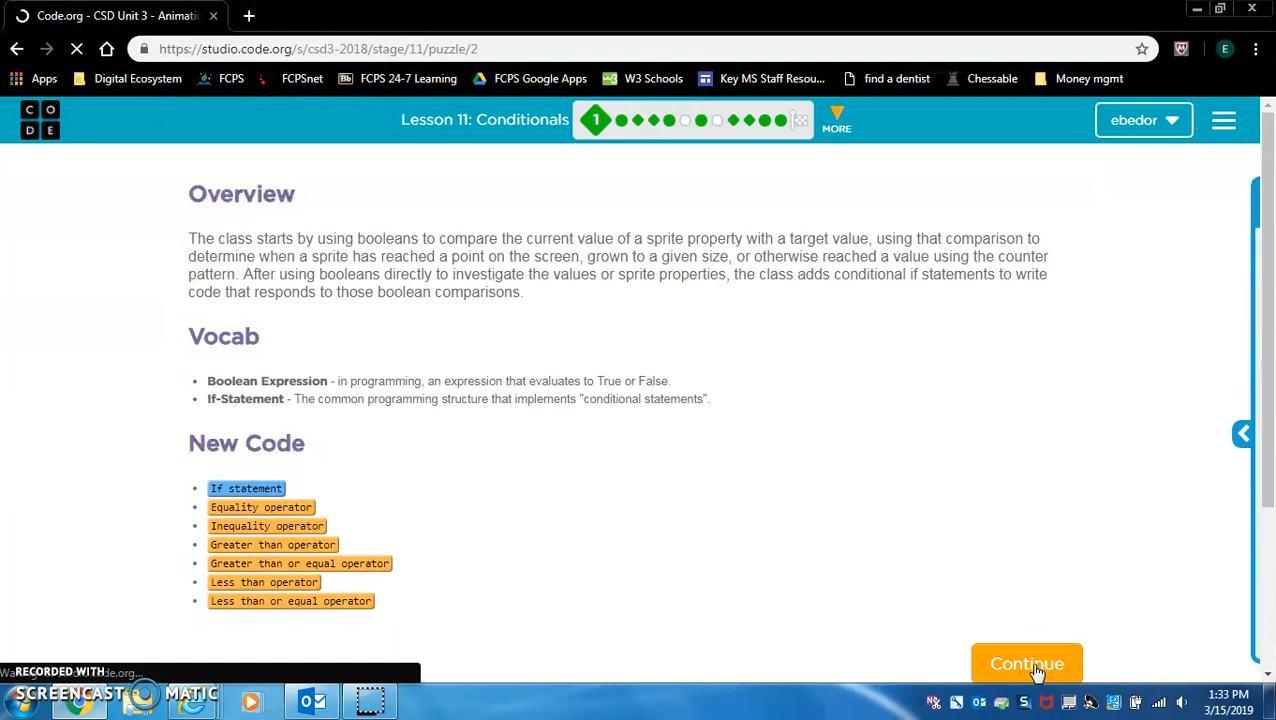 Code.org - CSD Unit 3 - Animatio
https://studio.code.org/s/csd3-2018/stage/11/puzzle/2
E
Apps Digital Ecosystem FCPS FCPSnet Bb FCPS 24-7 Learning FCPS Google Apps W3 Schools Key MS Staff Resou... find a dentist Chessable Money mgmt
C O
D E
Lesson 11: Conditionals
1
MORE
ebedor
Overview
The class starts by using booleans to compare the current value of a sprite property with a target value, using that comparison to
determine when a sprite has reached a point on the screen, grown to a given size, or otherwise reached a value using the counter
pattern. After using booleans directly to investigate the values or sprite properties, the class adds conditional if statements to write
code that responds to those boolean comparisons.
Vocab
• Boolean Expression - in programming, an expression that evaluates to True or False.
• If-Statement - The common programming structure that implements "conditional statements".
New Code
• If statement
• Equality operator
• Inequality operator
• Greater than operator
• Greater than or equal operator
• Less than operator
• Less than or equal operator
Continue
RECORDED WITH
SCREENCAST MATIC
1:33 PM
3/15/2019